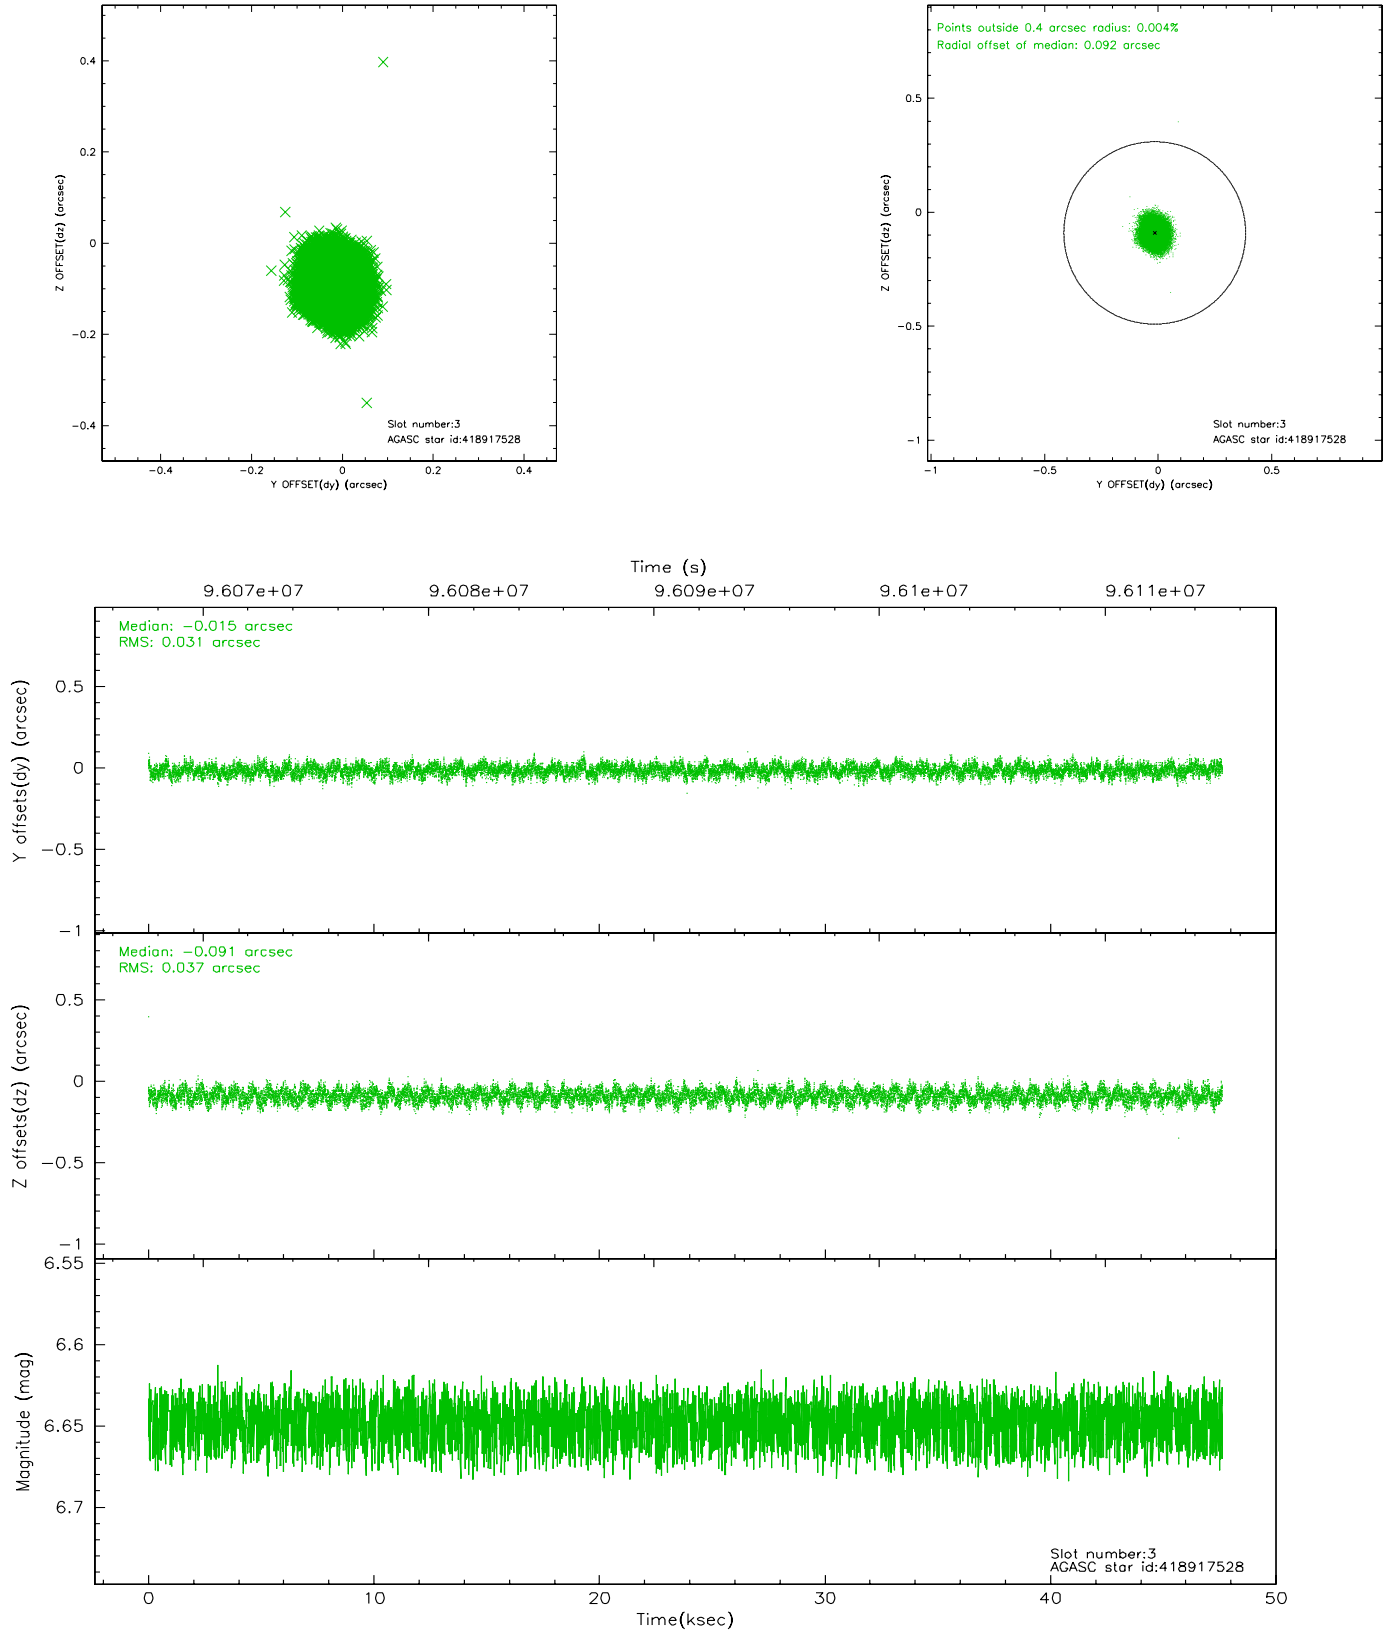 0.4
0.2
0
−0.2
−0.4
Z OFFSET(dz) (arcsec)
Slot number:3
AGASC star id:418917528
−0.4
−0.2
0
0.2
0.4
Y OFFSET(dy) (arcsec)
Points outside 0.4 arcsec radius: 0.004%
Radial offset of median: 0.092 arcsec
0.5
0
−0.5
−1
Z OFFSET(dz) (arcsec)
Slot number:3
AGASC star id:418917528
−1
−0.5
0
0.5
Y OFFSET(dy) (arcsec)
Time (s)
9.607e+07
9.608e+07
9.609e+07
9.61e+07
9.611e+07
Median: −0.015 arcsec
RMS: 0.031 arcsec
0.5
0
−0.5
−1
Y offsets(dy) (arcsec)
Median: −0.091 arcsec
RMS: 0.037 arcsec
0.5
0
−0.5
−1
Z offsets(dz) (arcsec)
6.55
6.6
6.65
6.7
Magnitude (mag)
Slot number:3
AGASC star id:418917528
0
10
20
30
40
50
Time(ksec)